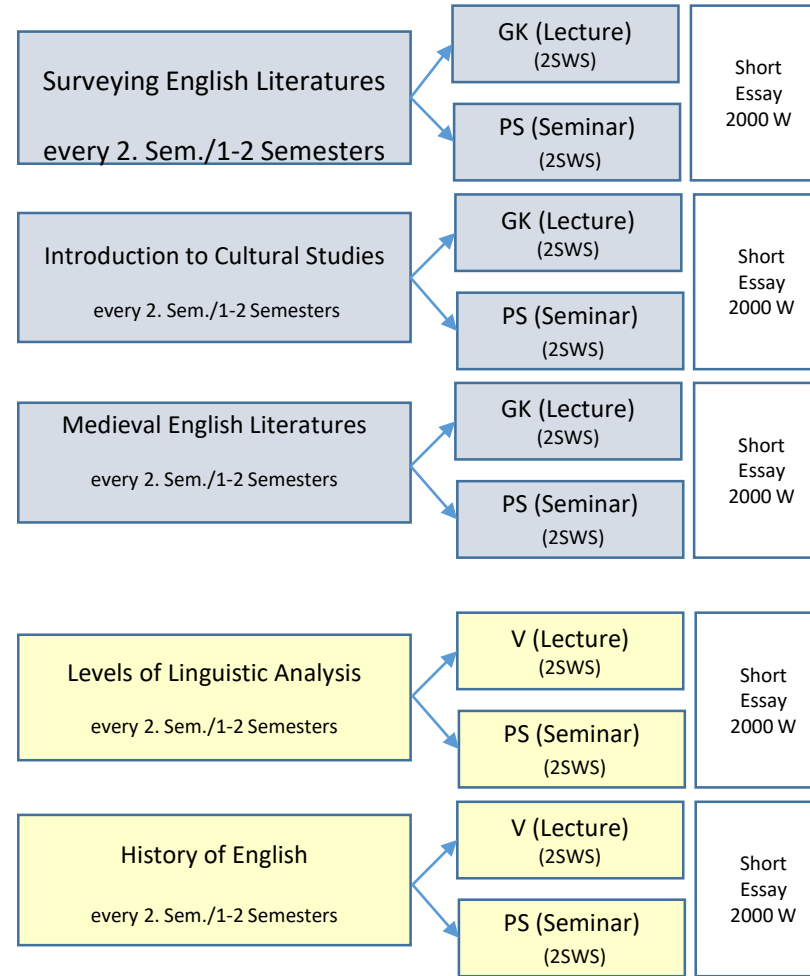 Surveying English Literatures
every 2. Sem./1-2 Semesters
GK (Lecture)
(2SWS)
PS (Seminar)
(2SWS)
Short
Essay
2000 W
Introduction to Cultural Studies
every 2. Sem./1-2 Semesters
GK (Lecture)
(2SWS)
PS (Seminar)
(2SWS)
Short
Essay
2000 W
Medieval English Literatures
every 2. Sem./1-2 Semesters
GK (Lecture)
(2SWS)
PS (Seminar)
(2SWS)
Short
Essay
2000 W
Levels of Linguistic Analysis
every 2. Sem./1-2 Semesters
V (Lecture)
(2SWS)
PS (Seminar)
(2SWS)
Short
Essay
2000 W
History of English
every 2. Sem./1-2 Semesters
V (Lecture)
(2SWS)
PS (Seminar)
(2SWS)
Short
Essay
2000 W